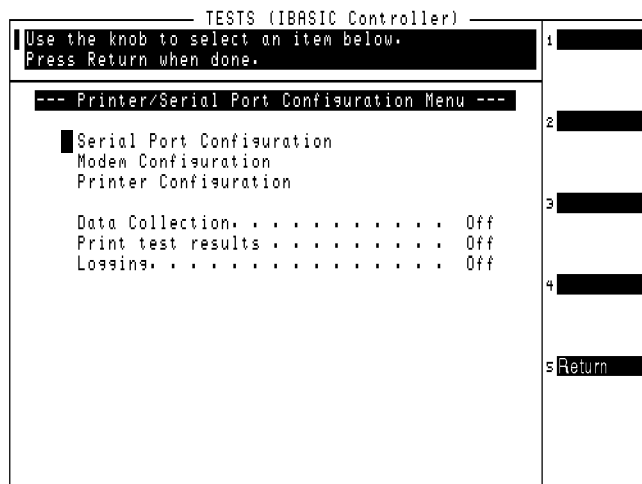 TESTS (IBASIC Controller)
Use the knob to select an item below.
Press Return when done.
--- Printer/Serial Port Configuration Menu ---
Serial Port Configuration
Modem Configuration
Printer Configuration
Data Collection. . . . . . . . . . . Off
Print test results . . . . . . . . . Off
Logging. . . . . . . . . . . . . . . Off
1
2
3
4
5 Return